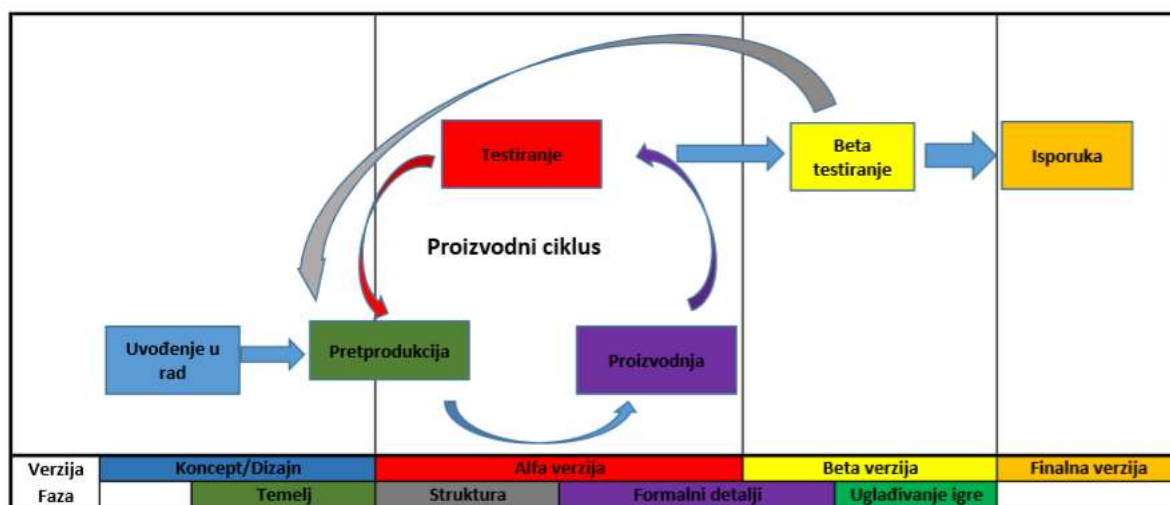 Testiranje
Beta
testiranje
Isporuka
Proizvodni ciklus
Uvođenje u
rad
Pretprodukcija
Proizvodnja
Verzija Koncept/Dizajn Alfa verzija Beta verzija Finalna verzija
Faza Temelj Struktura Formalni detalji Uglađivanje igre